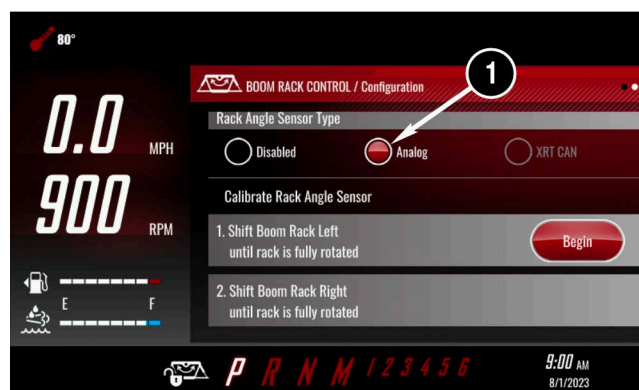 80°
1
BOOM RACK CONTROL / Configuration
Rack Angle Sensor Type
Disabled
Analog
XRT CAN
0.0 MPH
Calibrate Rack Angle Sensor
900 RPM
1. Shift Boom Rack Left
until rack is fully rotated
Begin
2. Shift Boom Rack Right
until rack is fully rotated
E F
P R N M 1 2 3 4 5 6
9:00 AM
8/1/2023